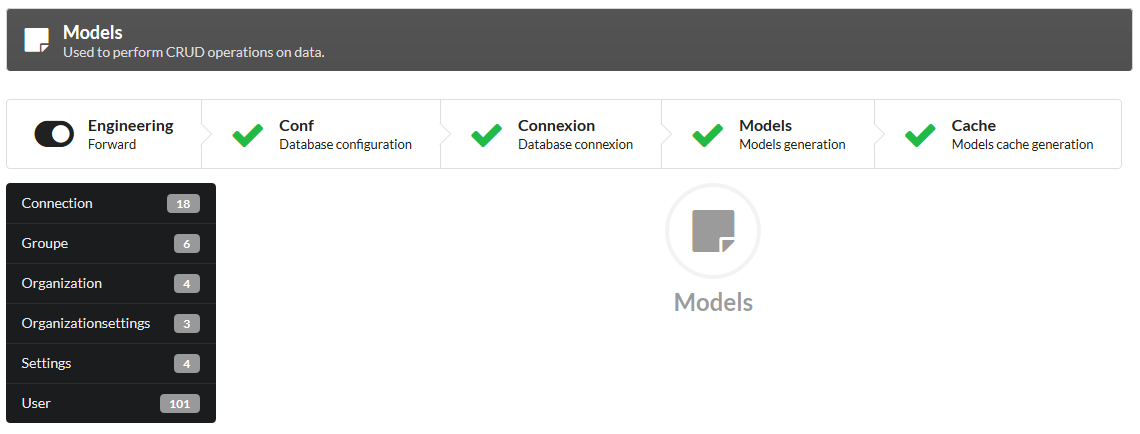 Models
Used to perform CRUD operations on data.
Engineering
Forward
Conf
Database configuration
Connexion
Database connexion
Models
Models generation
Cache
Models cache generation
Connection 18
Groupe 6
Organization 4
Organizationsettings 3
Settings 4
User 101
Models